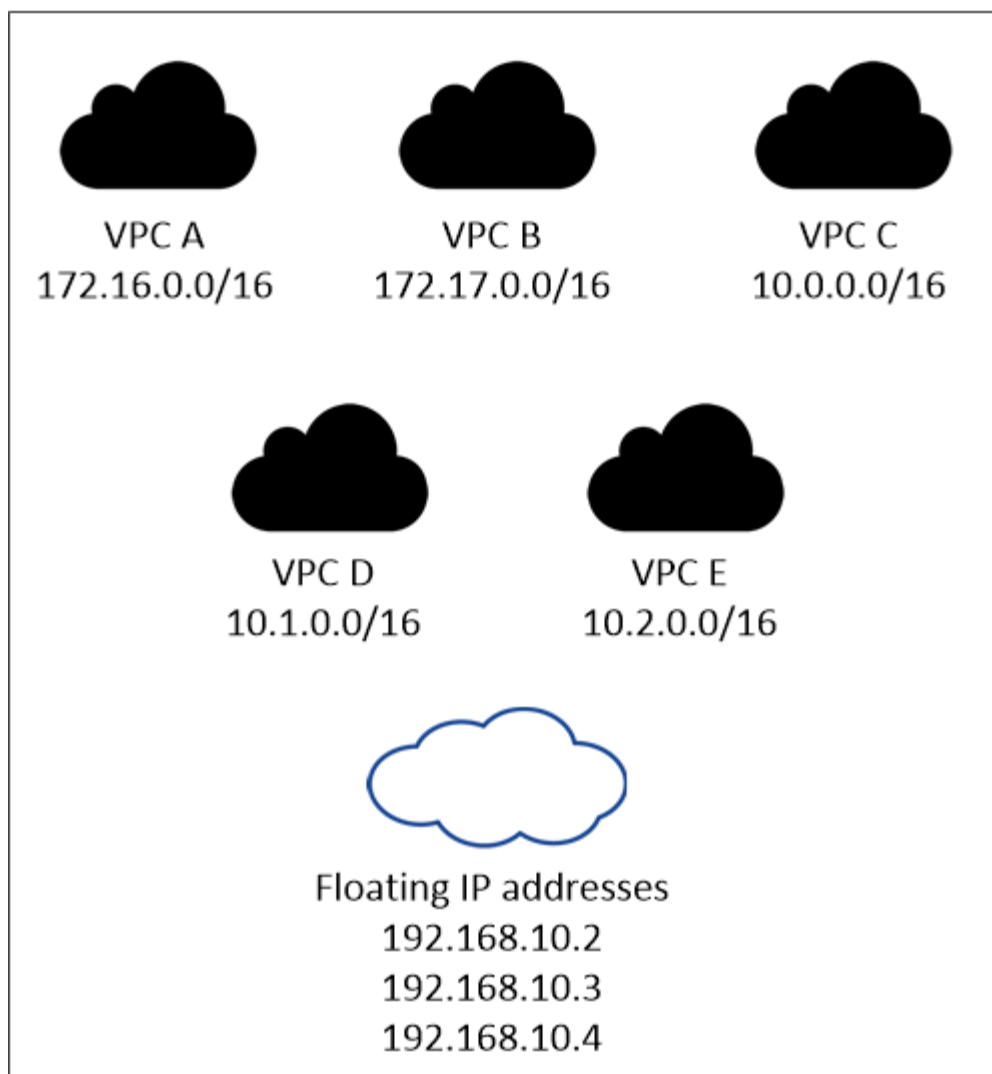 VPC A
172.16.0.0/16
VPC B
172.17.0.0/16
VPC C
10.0.0.0/16
VPC D
10.1.0.0/16
VPC E
10.2.0.0/16
Floating IP addresses
192.168.10.2
192.168.10.3
192.168.10.4